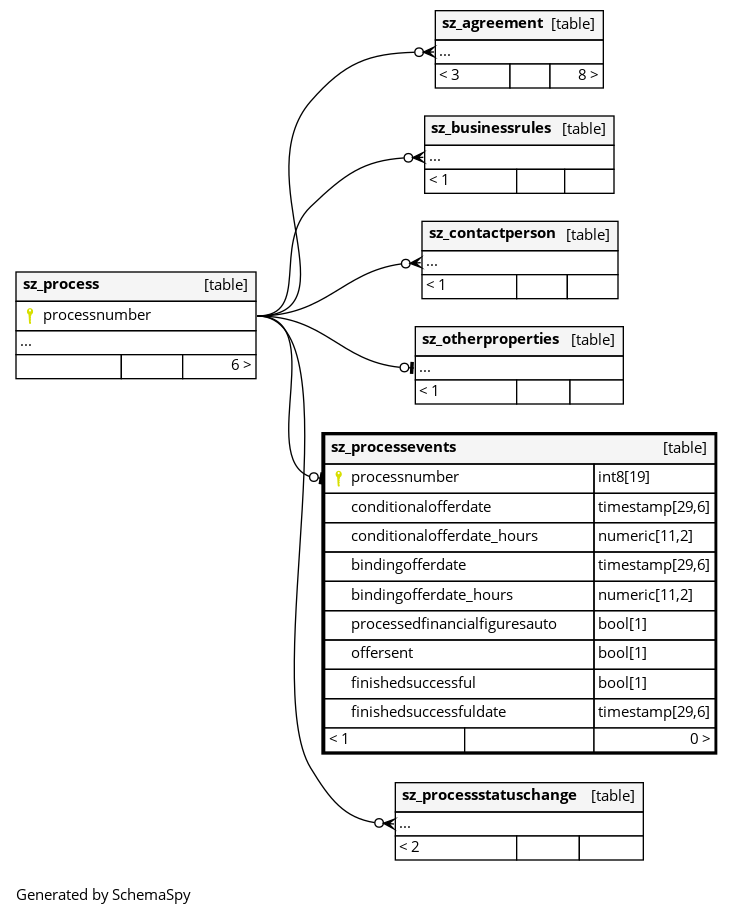 sz_agreement [table]
...
< 3 8 >
sz_businessrules [table]
...
< 1
sz_contactperson [table]
...
< 1
sz_process [table]
processnumber
...
6 >
sz_otherproperties [table]
...
< 1
sz_processevents [table]
processnumber int8[19]
conditionalofferdate timestamp[29,6]
conditionalofferdate_hours numeric[11,2]
bindingofferdate timestamp[29,6]
bindingofferdate_hours numeric[11,2]
processedfinancialfiguresauto bool[1]
offersent bool[1]
finishedsuccessful bool[1]
finishedsuccessfuldate timestamp[29,6]
< 1 0 >
sz_processstatuschange [table]
...
< 2
Generated by SchemaSpy